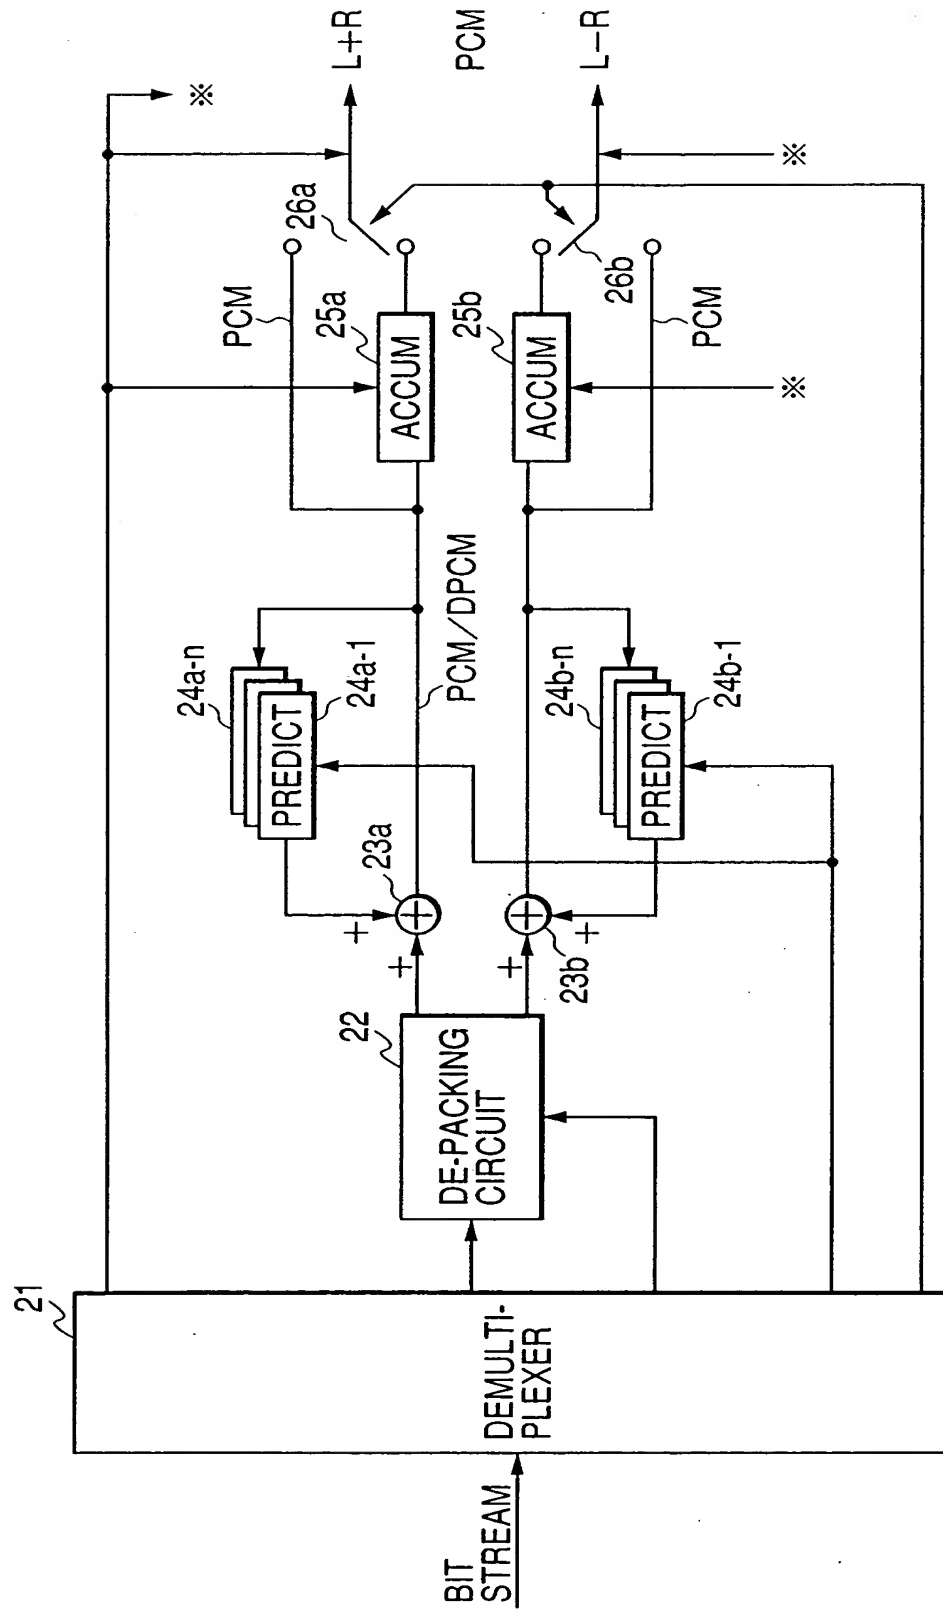 BIT
STREAM
21
DEMULTI-
PLEXER
22
DE-PACKING
CIRCUIT
+
+
23a
+
+
23b
24a-n
PREDICT
24a-1
24b-n
PREDICT
24b-1
PCM/DPCM
PCM
25a
ACCUM
25b
ACCUM
PCM
26a
26b
※
※
※
L+R
PCM
L−R